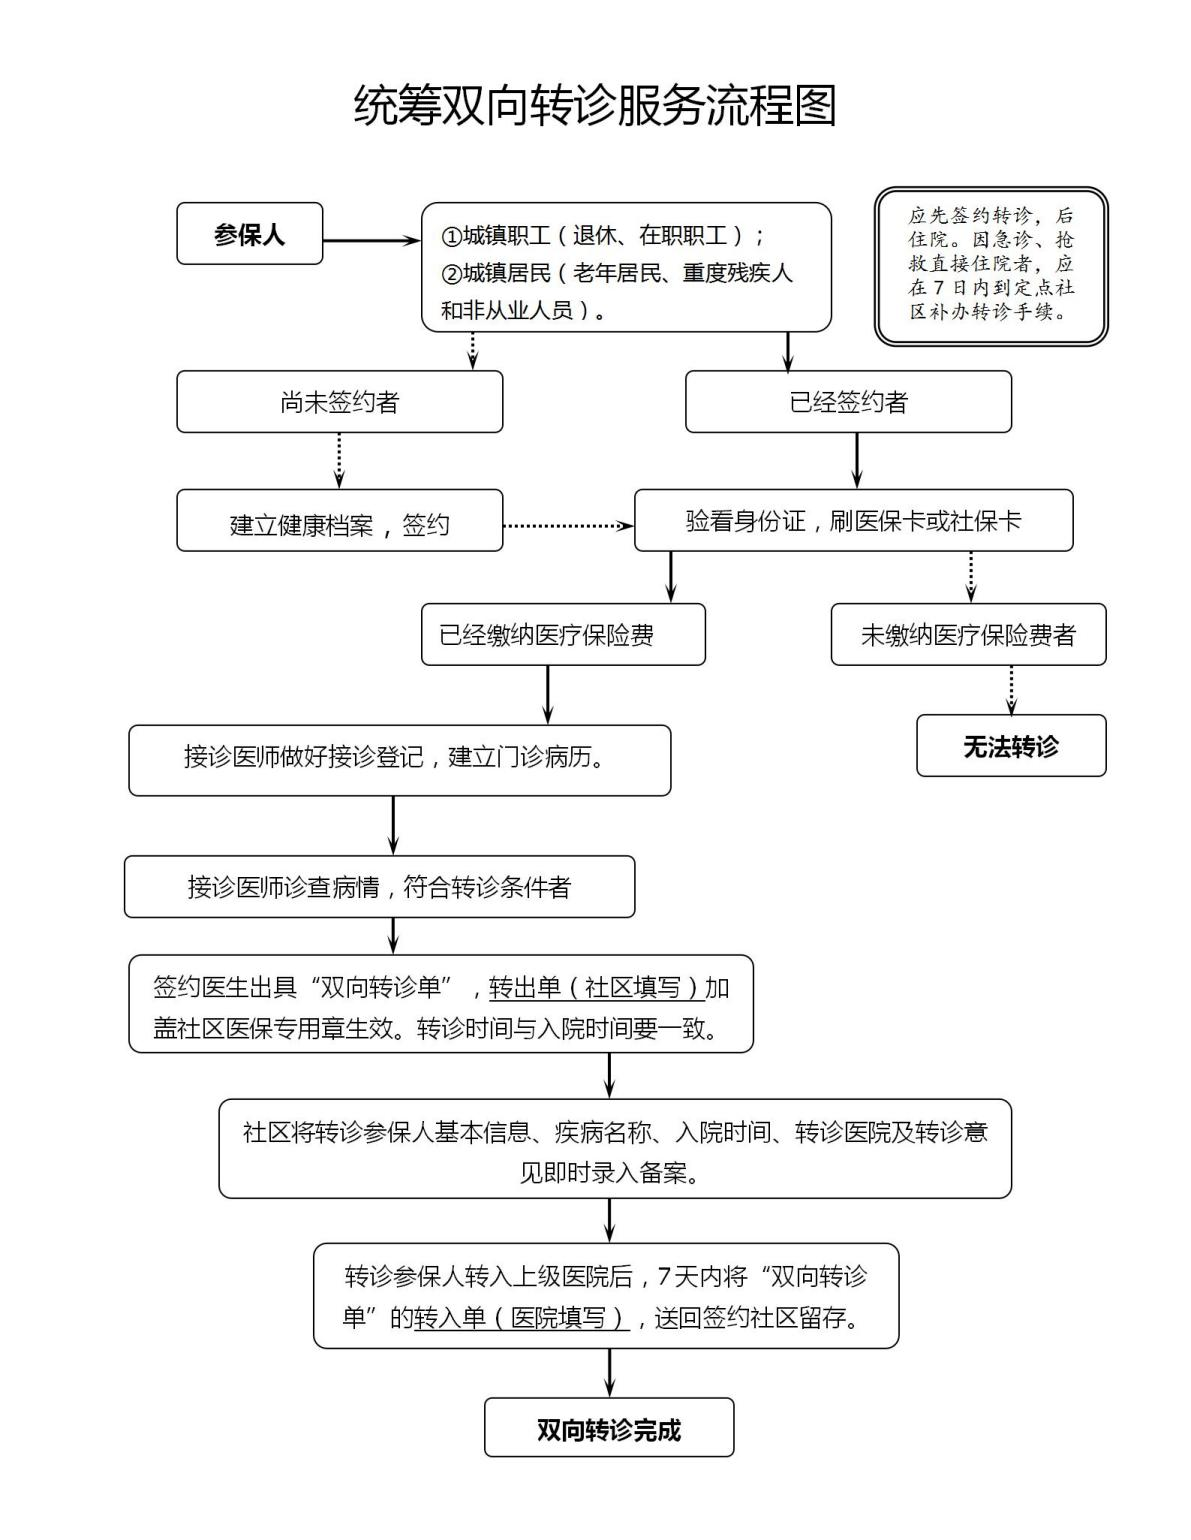 统筹双向转诊服务流程图
参保人
①城镇职工（退休、在职职工）；
②城镇居民（老年居民、重度残疾人
和非从业人员）。
应先签约转诊，后
住院。因急诊、抢
救直接住院者，应
在7日内到定点社
区补办转诊手续。
尚未签约者
已经签约者
建立健康档案，签约
验看身份证，刷医保卡或社保卡
已经缴纳医疗保险费
未缴纳医疗保险费者
无法转诊
接诊医师做好接诊登记，建立门诊病历。
接诊医师诊查病情，符合转诊条件者
签约医生出具“双向转诊单”，转出单（社区填写）加
盖社区医保专用章生效。转诊时间与入院时间要一致。
社区将转诊参保人基本信息、疾病名称、入院时间、转诊医院及转诊意
见即时录入备案。
转诊参保人转入上级医院后，7天内将“双向转诊
单”的转入单（医院填写），送回签约社区留存。
双向转诊完成